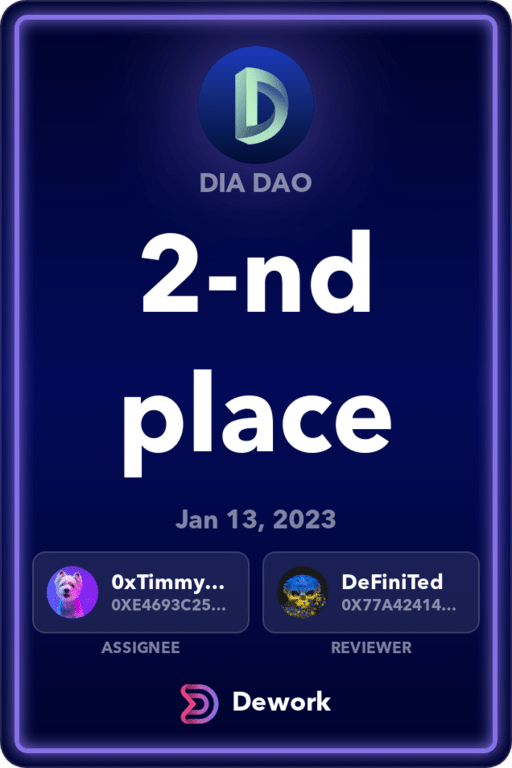 DIA DAO
2-nd
place
Jan 13, 2023
0xTimmy...
0XE4693C25...
ASSIGNEE
DeFiniTed
0X77A42414...
REVIEWER
Dework